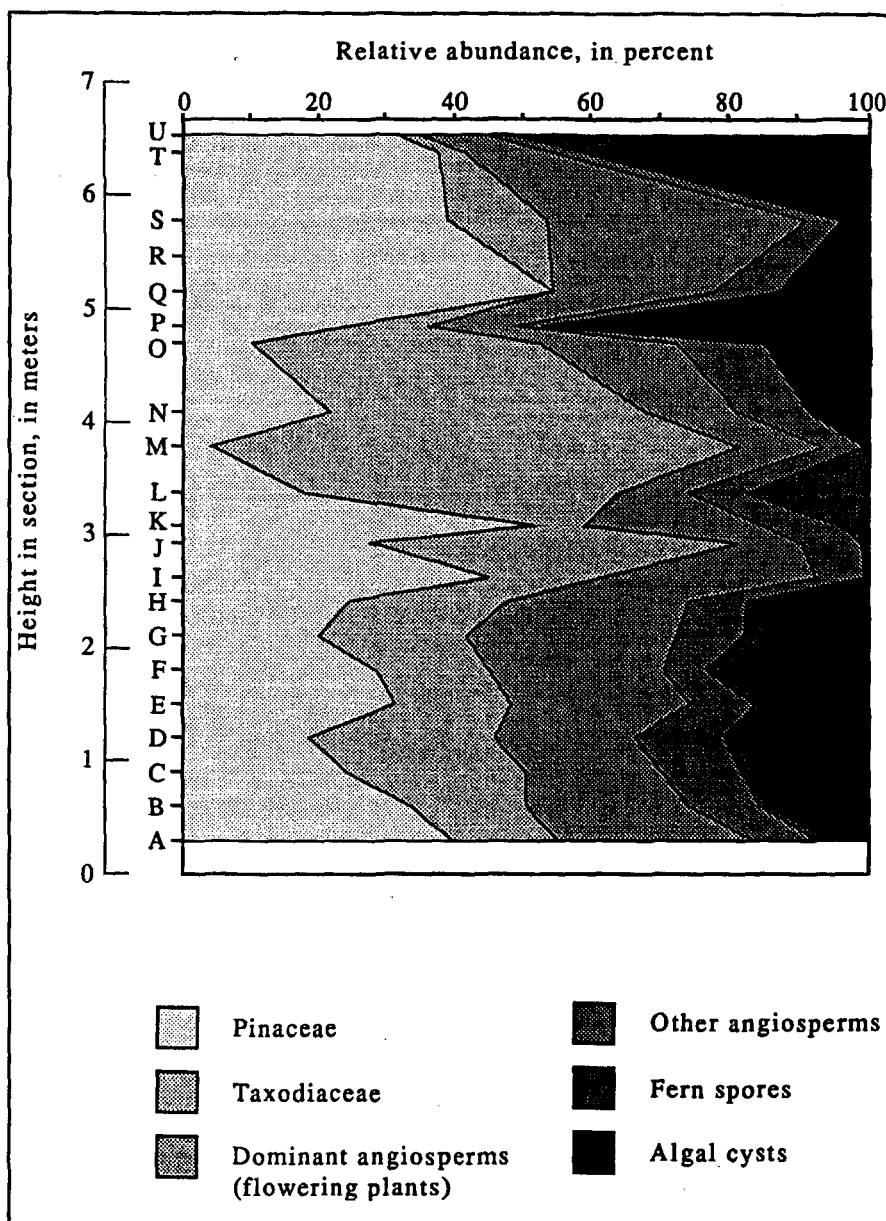 Relative abundance, in percent
0 20 40 60 80 100
Height in section, in meters
7
6
5
4
3
2
1
0
U
T
S
R
Q
P
O
N
M
L
K
J
I
H
G
F
E
D
C
B
A
Pinaceae
Taxodiaceae
Dominant angiosperms
(flowering plants)
Other angiosperms
Fern spores
Algal cysts